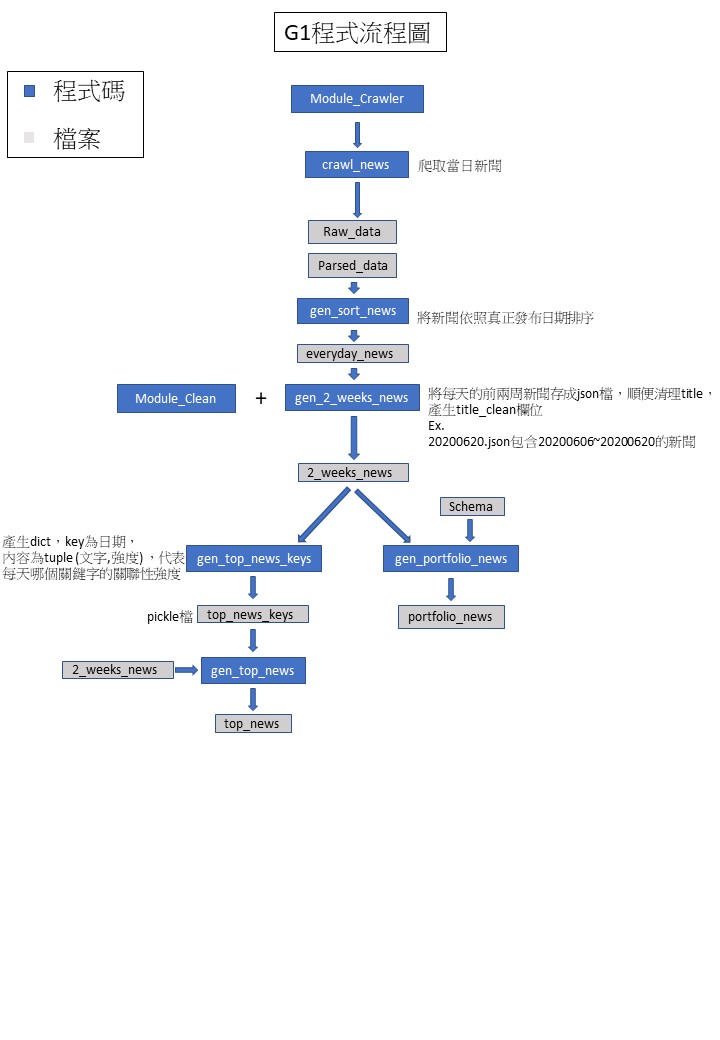 G1程式流程圖
程式碼
檔案
Module_Crawler
crawl_news
爬取當日新聞
Raw_data
Parsed_data
gen_sort_news
將新聞依照真正發布日期排序
everyday_news
Module_Clean
+
gen_2_weeks_news
將每天的前兩周新聞存成json檔，順便清理title，
產生title_clean欄位
Ex.
20200620.json包含20200606~20200620的新聞
2_weeks_news
Schema
產生dict，key為日期，
內容為tuple (文字,強度) ，代表
每天哪個關鍵字的關聯性強度
gen_top_news_keys
gen_portfolio_news
pickle檔
top_news_keys
portfolio_news
2_weeks_news
gen_top_news
top_news